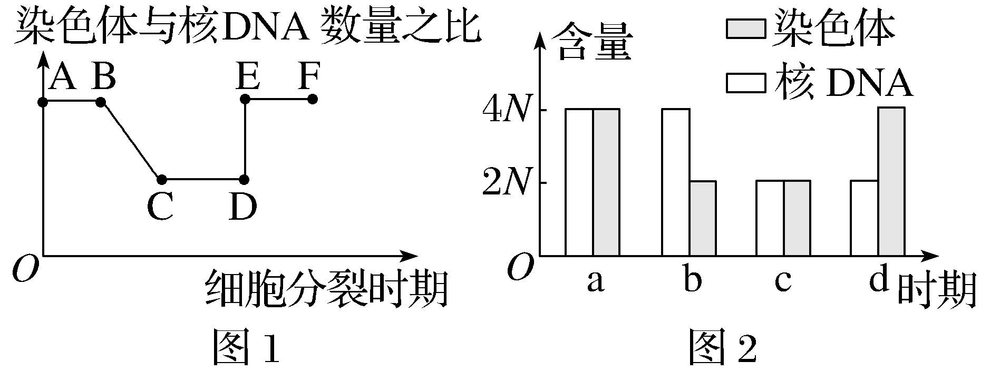 染色体与核DNA 数量之比
A B E F
C D
O
细胞分裂时期
图 1
含量
染色体
核 DNA
4N
2N
O
a b c d 时期
图 2